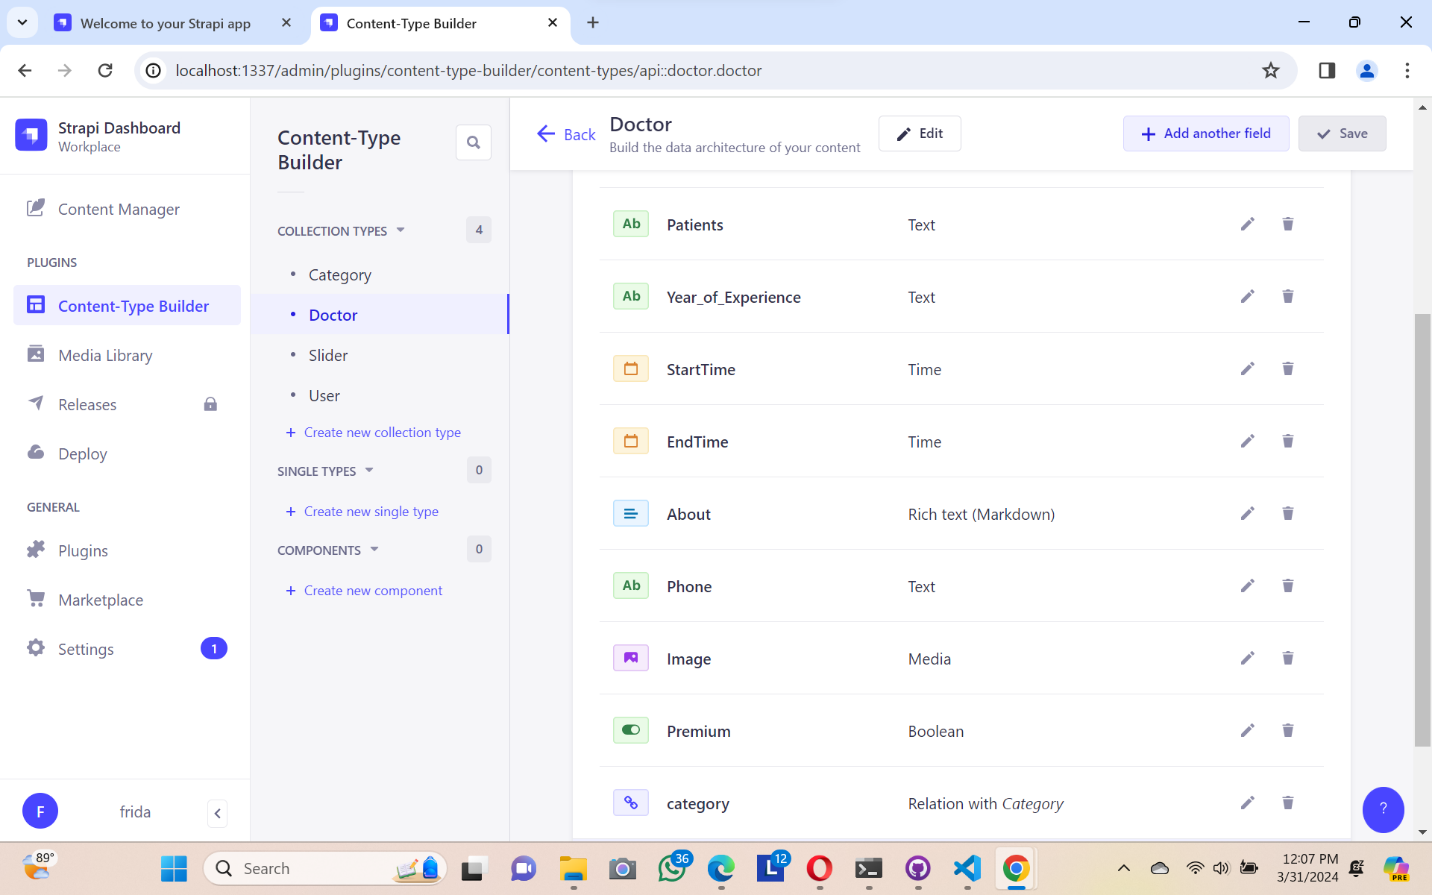 Welcome to your Strapi app
Content-Type Builder
localhost:1337/admin/plugins/content-type-builder/content-types/api::doctor.doctor
Strapi Dashboard
Workplace
Content Manager
PLUGINS
Content-Type Builder
Media Library
Releases
Deploy
GENERAL
Plugins
Marketplace
Settings
1
F
frida
Content-Type
Builder
COLLECTION TYPES
4
Category
Doctor
Slider
User
+ Create new collection type
SINGLE TYPES
0
+ Create new single type
COMPONENTS
0
+ Create new component
Back
Doctor
Build the data architecture of your content
Edit
+ Add another field
Save
Ab Patients Text
Ab Year_of_Experience Text
StartTime Time
EndTime Time
About Rich text (Markdown)
Ab Phone Text
Image Media
Premium Boolean
category Relation with Category
?
89°
Search
36
L
12
12:07 PM
3/31/2024
PRE